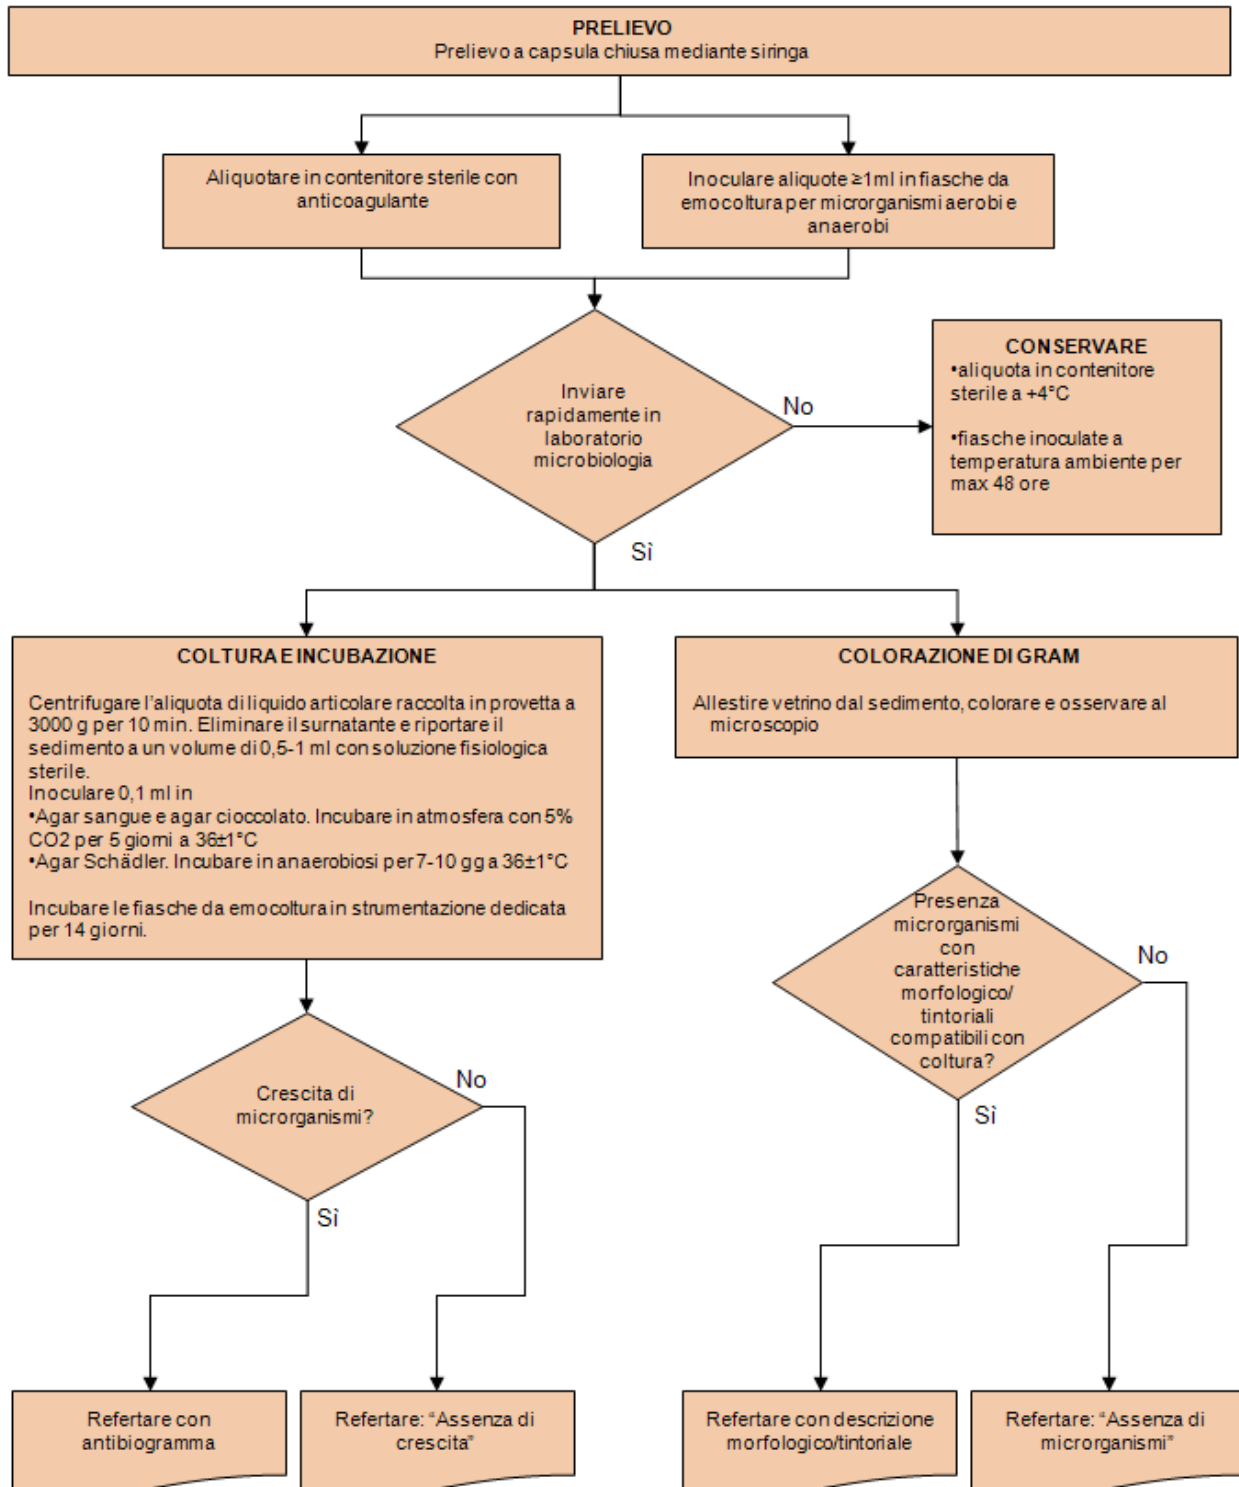 PRELIEVO
Prelievo a capsula chiusa mediante siringa
Aliquotare in contenitore sterile con
anticoagulante
Inoculare aliquote ≥1ml in fiasche da
emocoltura per microrganismi aerobi e
anaerobi
Inviare
rapidamente in
laboratorio
microbiologia
No
CONSERVARE
•aliquota in contenitore
sterile a +4°C
•fiasche inoculate a
temperatura ambiente per
max 48 ore
Sì
COLTURA E INCUBAZIONE
Centrifugare l'aliquota di liquido articolare raccolta in provetta a
3000 g per 10 min. Eliminare il surnatante e riportare il
sedimento a un volume di 0,5-1 ml con soluzione fisiologica
sterile.
Inoculare 0,1 ml in
•Agar sangue e agar cioccolato. Incubare in atmosfera con 5%
CO2 per 5 giorni a 36±1°C
•Agar Schädler. Incubare in anaerobiosi per 7-10 gg a 36±1°C
Incubare le fiasche da emocoltura in strumentazione dedicata
per 14 giorni.
COLORAZIONE DI GRAM
Allestire vetrino dal sedimento, colorare e osservare al
microscopio
Presenza
microrganismi
con
caratteristiche
morfologico/
tintoriali
compatibili con
coltura?
No
Sì
Crescita di
microrganismi?
No
Sì
Refertare con
antibiogramma
Refertare: “Assenza di
crescita”
Refertare con descrizione
morfologico/tintoriale
Refertare: “Assenza di
microrganismi”